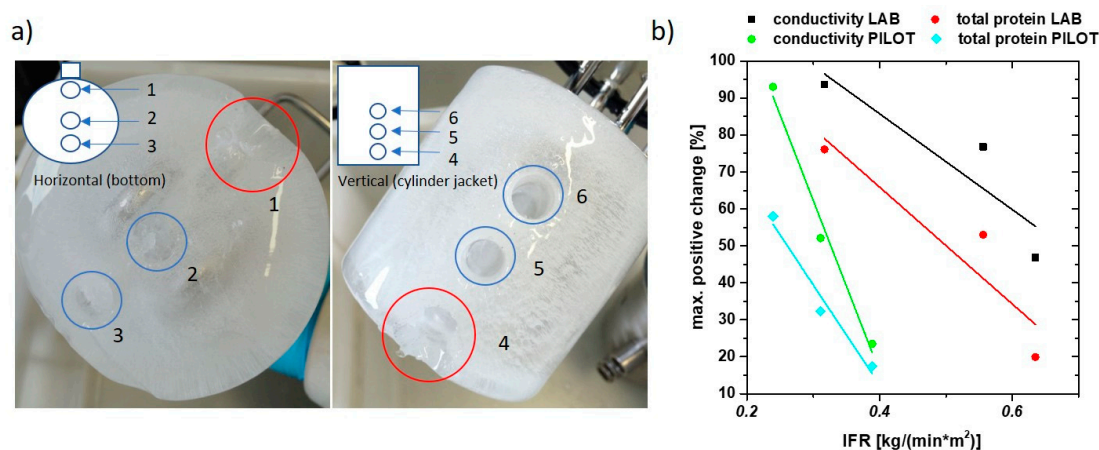 a)
1
2
3
Horizontal (bottom)
1
2
3
6
5
4
Vertical (cylinder jacket)
6
5
4
b)
conductivity LAB
total protein LAB
conductivity PILOT
total protein PILOT
max. positive change [%]
100
90
80
70
60
50
40
30
20
10
0.2
0.4
0.6
IFR [kg/(min*m²)]